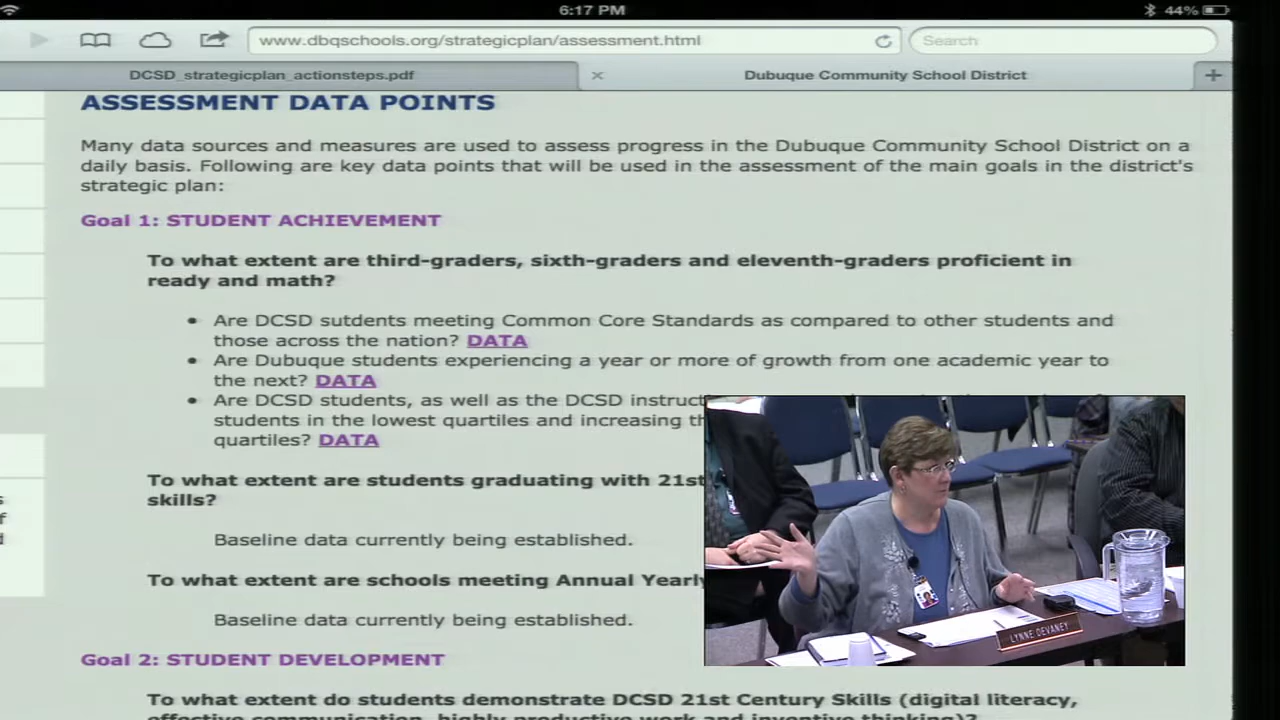 6:17 PM
44%
www.dbqschools.org/strategicplan/assessment.html
Search
DCSD_strategicplan_actionsteps.pdf
Dubuque Community School District
ASSESSMENT DATA POINTS
Many data sources and measures are used to assess progress in the Dubuque Community School District on a
daily basis. Following are key data points that will be used in the assessment of the main goals in the district's
strategic plan:
Goal 1: STUDENT ACHIEVEMENT
To what extent are third-graders, sixth-graders and eleventh-graders proficient in
ready and math?
• Are DCSD sutdents meeting Common Core Standards as compared to other students and
those across the nation? DATA
• Are Dubuque students experiencing a year or more of growth from one academic year to
the next? DATA
• Are DCSD students, as well as the DCSD
students in the lowest quartiles and increasing
quartiles? DATA
To what extent are students graduating with 21st
skills?
Baseline data currently being established.
To what extent are schools meeting Annual
Baseline data currently being established.
Goal 2: STUDENT DEVELOPMENT
To what extent do students demonstrate DCSD 21st Century Skills (digital literacy,
effective communication, highly productive work and inventive thinking)?
LYNNE DEVANEY